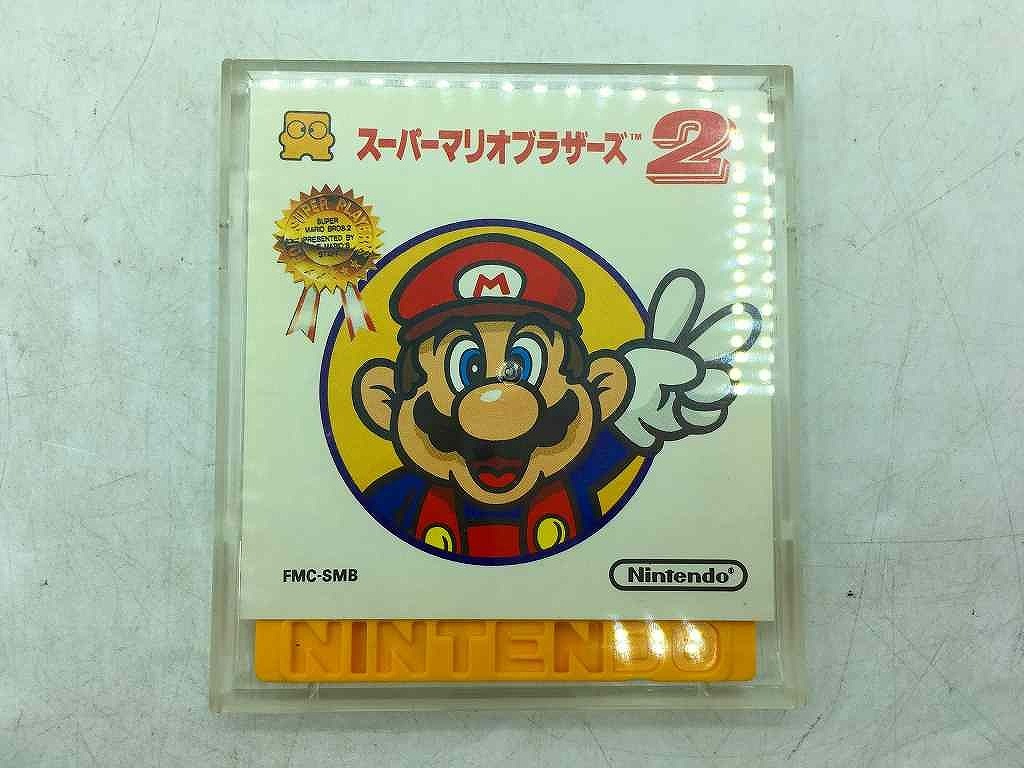 スーパーマリオブラザーズ™ 2
SUPER
MARIO BROS.2
PRESENTED BY
M
FMC-SMB
Nintendo®
NINTENDO